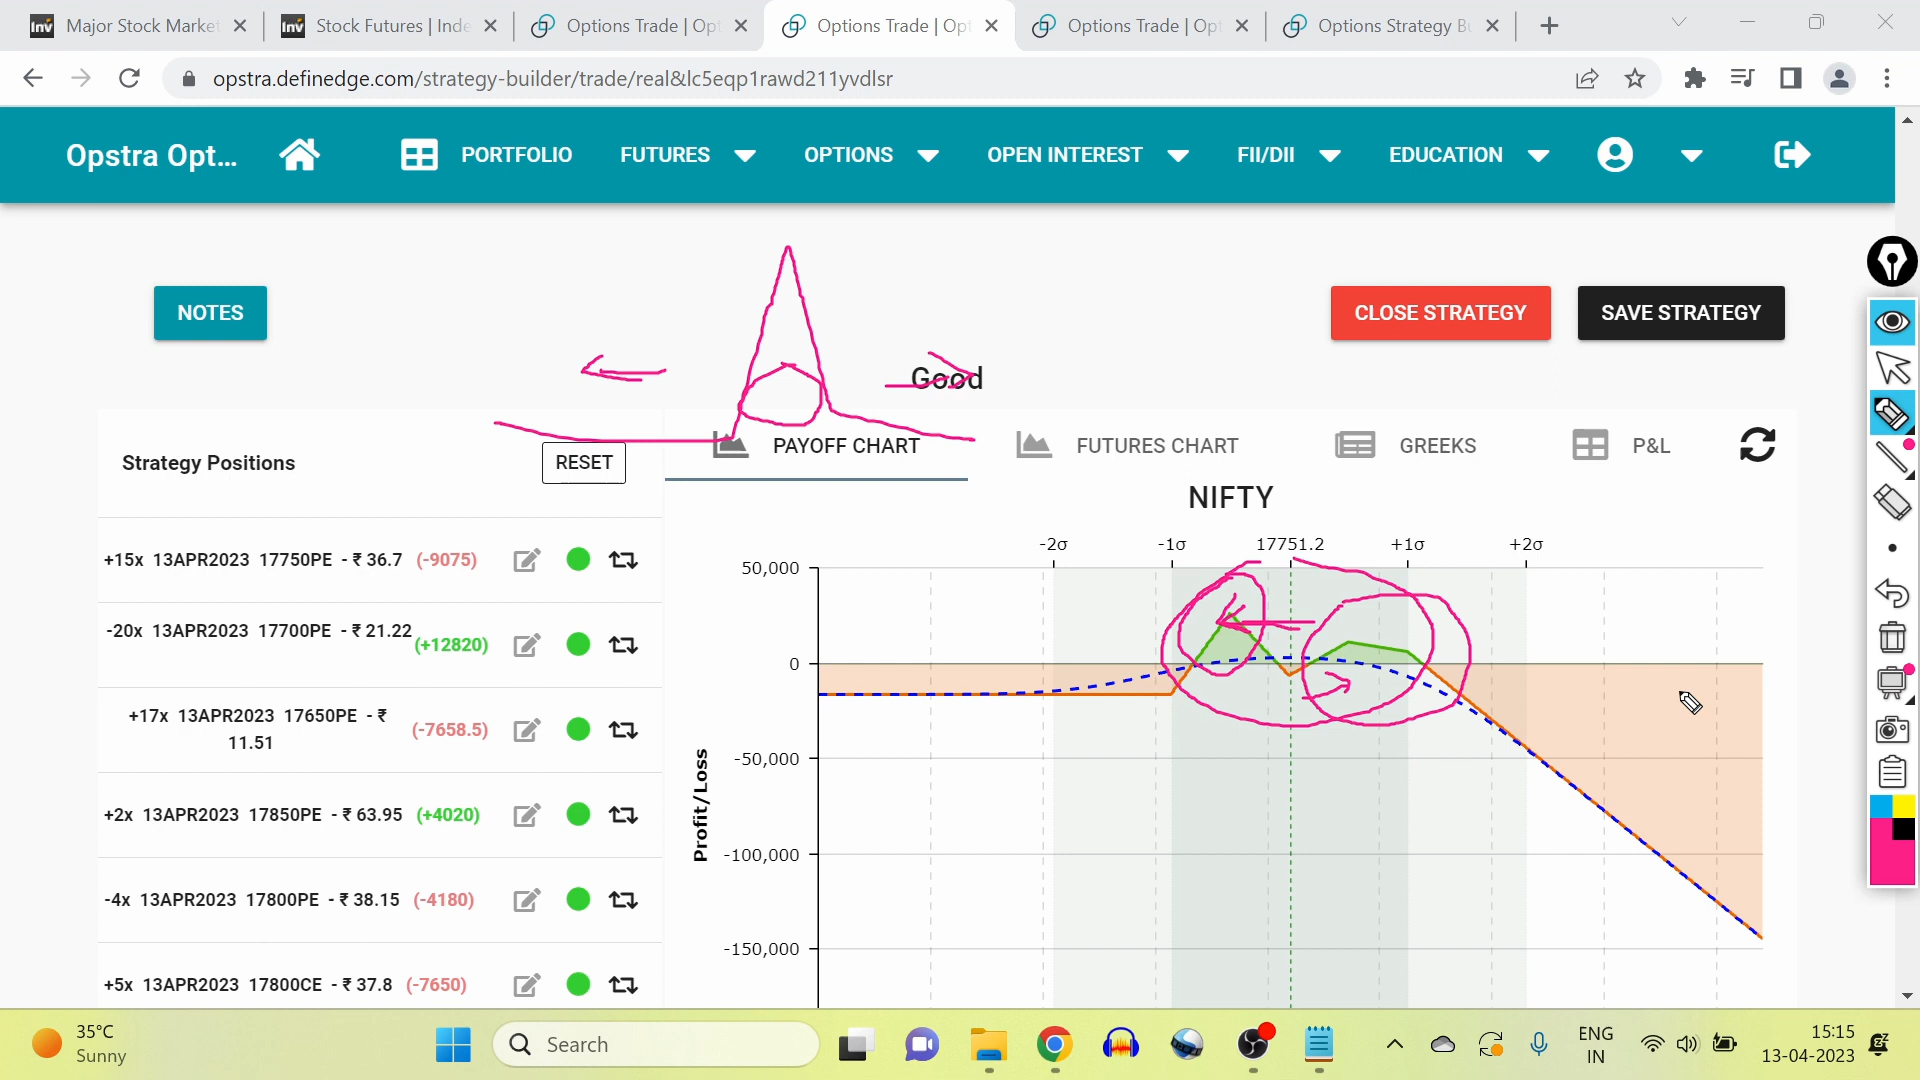 Major Stock Market
Stock Futures | Inde
Options Trade | Opt
Options Trade | Opt
Options Trade | Opt
Options Strategy Bu
opstra.definedge.com/strategy-builder/trade/real&lc5eqp1rawd211yvdlsr
Opstra Opt... PORTFOLIO FUTURES OPTIONS OPEN INTEREST FII/DII EDUCATION
NOTES
CLOSE STRATEGY
SAVE STRATEGY
Good
Strategy Positions
RESET
PAYOFF CHART
FUTURES CHART
GREEKS
P&L
+15x 13APR2023 17750PE - ₹ 36.7 (-9075)
-20x 13APR2023 17700PE - ₹ 21.22 (+12820)
+17x 13APR2023 17650PE - ₹
11.51 (-7658.5)
+2x 13APR2023 17850PE - ₹ 63.95 (+4020)
-4x 13APR2023 17800PE - ₹ 38.15 (-4180)
+5x 13APR2023 17800CE - ₹ 37.8 (-7650)
NIFTY
-2σ -1σ 17751.2 +1σ +2σ
50,000
0
-50,000
-100,000
-150,000
Profit/Loss
35°C
Sunny
Search
ENG
IN
15:15
13-04-2023